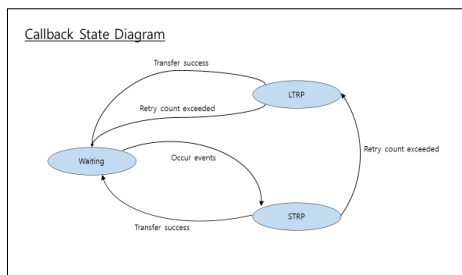 Callback State Diagram
Transfer success
LTRP
Retry count exceeded
Waiting
Occur events
Retry count exceeded
STRP
Transfer success